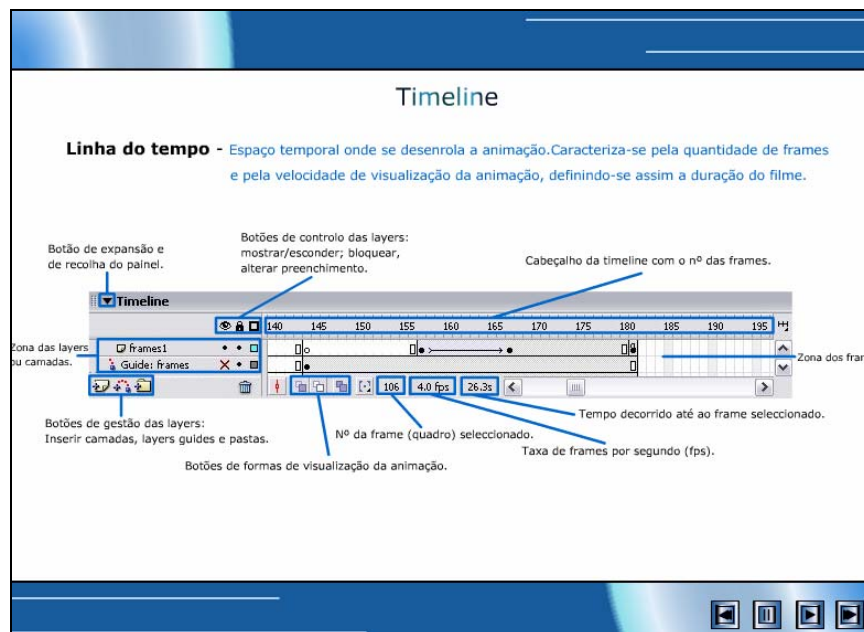 Timeline
Linha do tempo - Espaço temporal onde se desenrola a animação.Caracteriza-se pela quantidade de frames
e pela velocidade de visualização da animação, definindo-se assim a duração do filme.
Botão de expansão e
de recolha do painel.
Botões de controlo das layers:
mostrar/esconder; bloquear,
alterar preenchimento.
Cabeçalho da timeline com o nº das frames.
Timeline
140 145 150 155 160 165 170 175 180 185 190 195
Zona das layers
ou camadas.
frames1
Guide: frames
Zona dos fran
106 4.0 fps 26.3s
Botões de gestão das layers:
Inserir camadas, layers guides e pastas.
Tempo decorrido até ao frame seleccionado.
Nº da frame (quadro) seleccionado.
Taxa de frames por segundo (fps).
Botões de formas de visualização da animação.